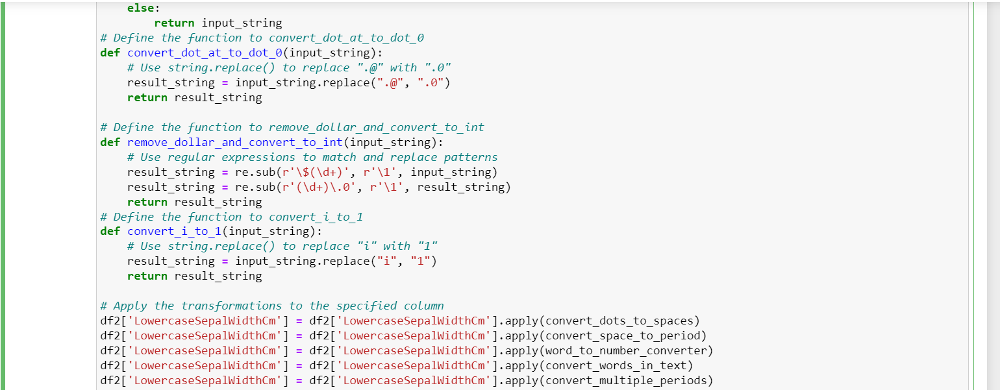 else:
        return input_string
# Define the function to convert_dot_at_to_dot_0
def convert_dot_at_to_dot_0(input_string):
    # Use string.replace() to replace ".@" with ".0"
    result_string = input_string.replace(".@", ".0")
    return result_string

# Define the function to remove_dollar_and_convert_to_int
def remove_dollar_and_convert_to_int(input_string):
    # Use regular expressions to match and replace patterns
    result_string = re.sub(r'\$(\d+)', r'\1', input_string)
    result_string = re.sub(r'(\d+)\.0', r'\1', result_string)
    return result_string
# Define the function to convert_i_to_1
def convert_i_to_1(input_string):
    # Use string.replace() to replace "i" with "1"
    result_string = input_string.replace("i", "1")
    return result_string

# Apply the transformations to the specified column
df2['LowercaseSepalWidthCm'] = df2['LowercaseSepalWidthCm'].apply(convert_dots_to_spaces)
df2['LowercaseSepalWidthCm'] = df2['LowercaseSepalWidthCm'].apply(convert_space_to_period)
df2['LowercaseSepalWidthCm'] = df2['LowercaseSepalWidthCm'].apply(word_to_number_converter)
df2['LowercaseSepalWidthCm'] = df2['LowercaseSepalWidthCm'].apply(convert_words_in_text)
df2['LowercaseSepalWidthCm'] = df2['LowercaseSepalWidthCm'].apply(convert_multiple_periods)